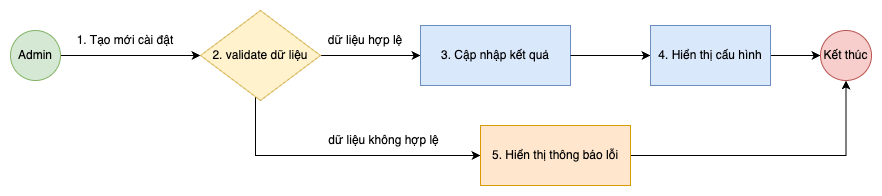 Admin
1. Tạo mới cài đặt
2. validate dữ liệu
dữ liệu hợp lệ
3. Cập nhập kết quả
4. Hiển thị cấu hình
Kết thúc
dữ liệu không hợp lệ
5. Hiển thị thông báo lỗi